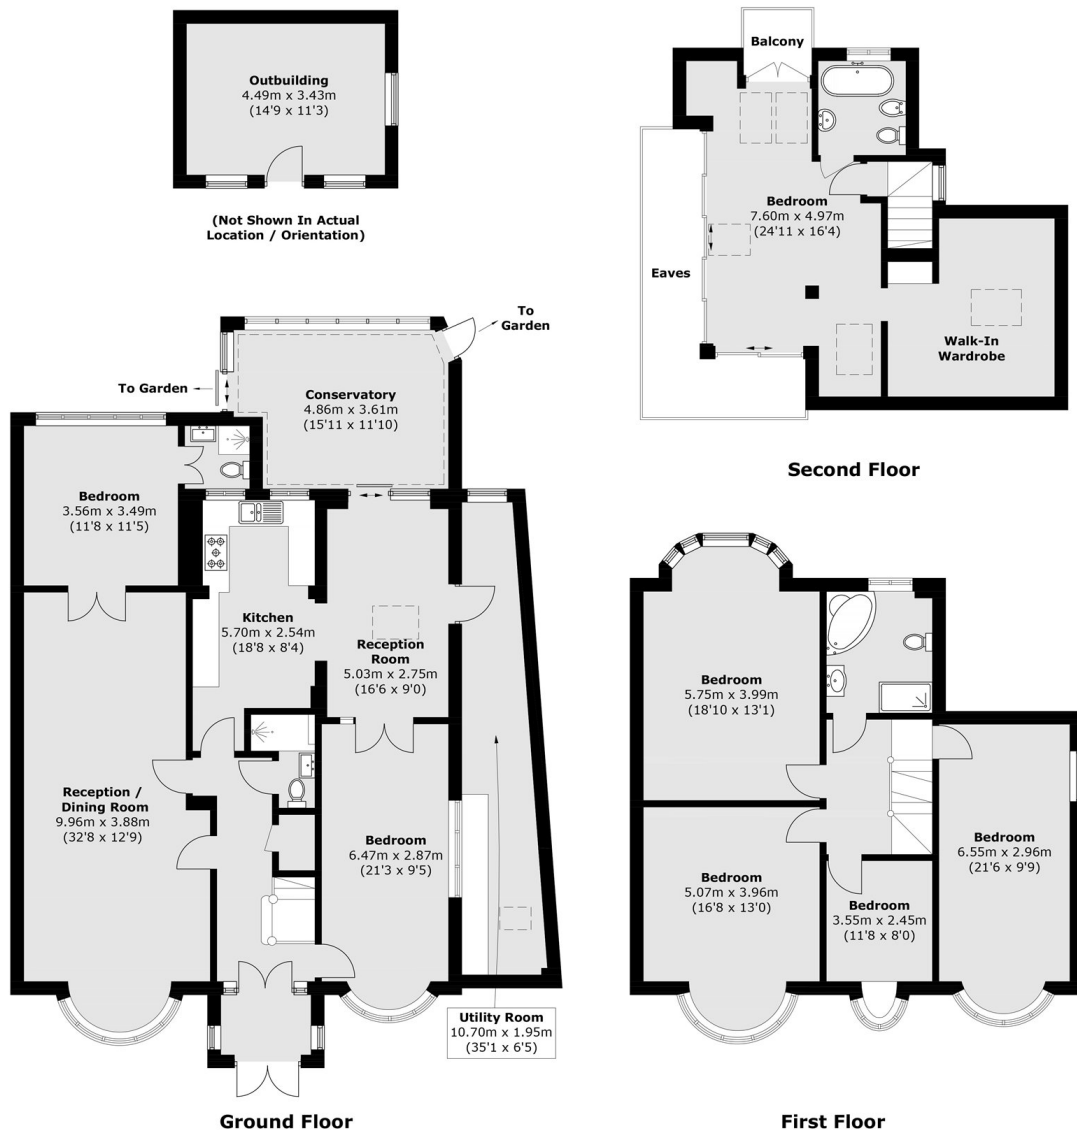 Outbuilding
4.49m x 3.43m
(14'9 x 11'3)
(Not Shown In Actual
Location / Orientation)
Balcony
Bedroom
7.60m x 4.97m
(24'11 x 16'4)
Eaves
Walk-In
Wardrobe
Second Floor
To
Garden
To Garden
Conservatory
4.86m x 3.61m
(15'11 x 11'10)
Bedroom
3.56m x 3.49m
(11'8 x 11'5)
Kitchen
5.70m x 2.54m
(18'8 x 8'4)
Reception
Room
5.03m x 2.75m
(16'6 x 9'0)
Reception /
Dining Room
9.96m x 3.88m
(32'8 x 12'9)
Bedroom
6.47m x 2.87m
(21'3 x 9'5)
Utility Room
10.70m x 1.95m
(35'1 x 6'5)
Ground Floor
Bedroom
5.75m x 3.99m
(18'10 x 13'1)
Bedroom
5.07m x 3.96m
(16'8 x 13'0)
Bedroom
3.55m x 2.45m
(11'8 x 8'0)
Bedroom
6.55m x 2.96m
(21'6 x 9'9)
First Floor